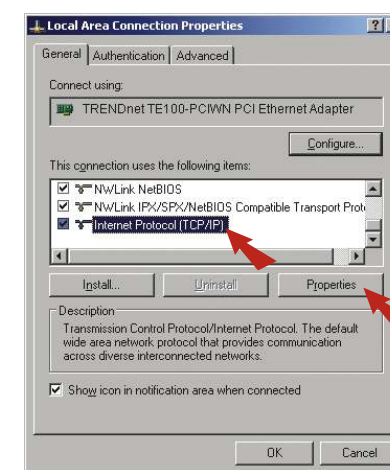 Local Area Connection Properties
General Authentication Advanced
Connect using:
TRENDnet TE100-PCIWN PCI Ethernet Adapter
Configure...
This connection uses the following items:
NWLink NetBIOS
NWLink IPX/SPX/NetBIOS Compatible Transport Prot
Internet Protocol (TCP/IP)
Install... Uninstall Properties
Description
Transmission Control Protocol/Internet Protocol. The default
wide area network protocol that provides communication
across diverse interconnected networks.
Show icon in notification area when connected
OK Cancel